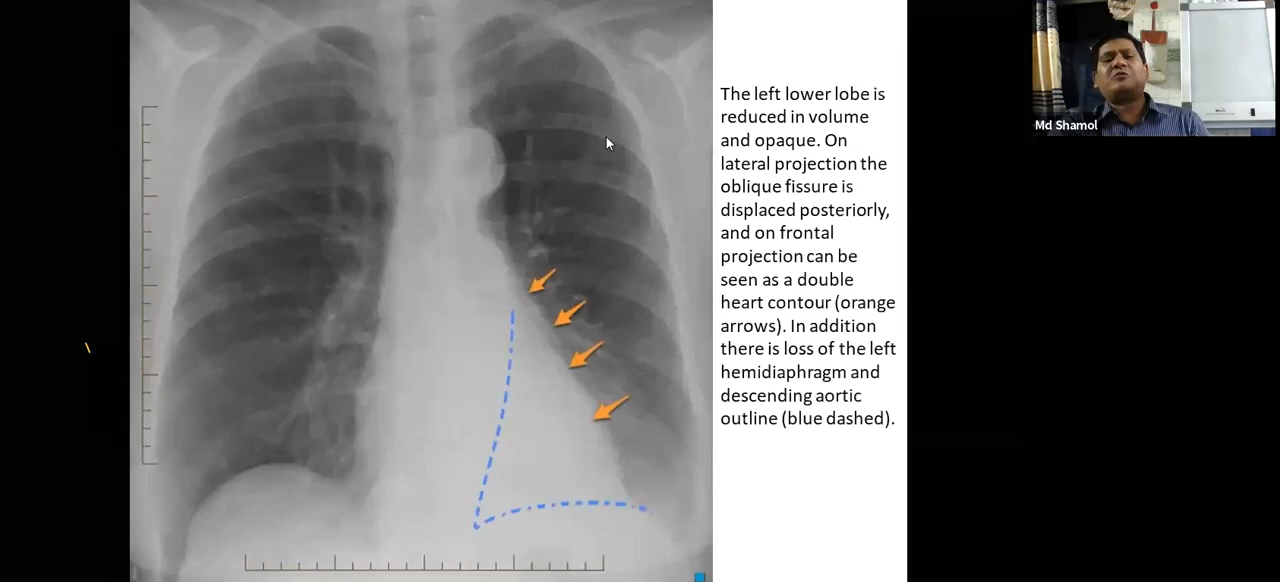 The left lower lobe is
reduced in volume
and opaque. On
lateral projection the
oblique fissure is
displaced posteriorly,
and on frontal
projection can be
seen as a double
heart contour (orange
arrows). In addition
there is loss of the left
hemidiaphragm and
descending aortic
outline (blue dashed).
Md Shamol